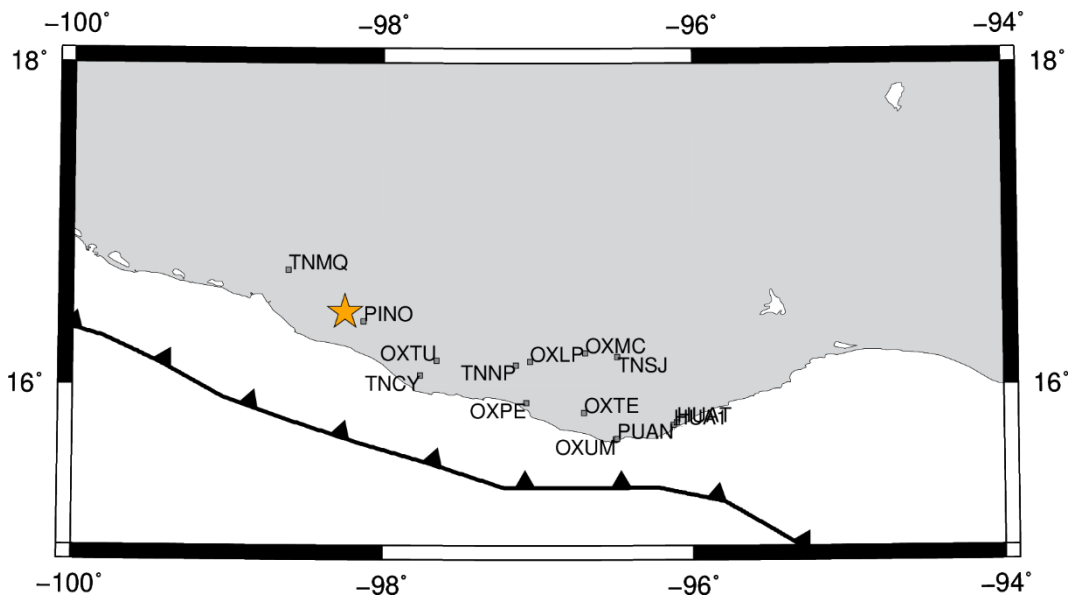 −100° −98° −96° −94°
18° 18°
TNMQ
PINO
OXTU OXLP OXMC
TNNP TNSJ
TNCY
16° 16°
OXPE OXTE HUAT
PUAN
OXUM
−100° −98° −96° −94°